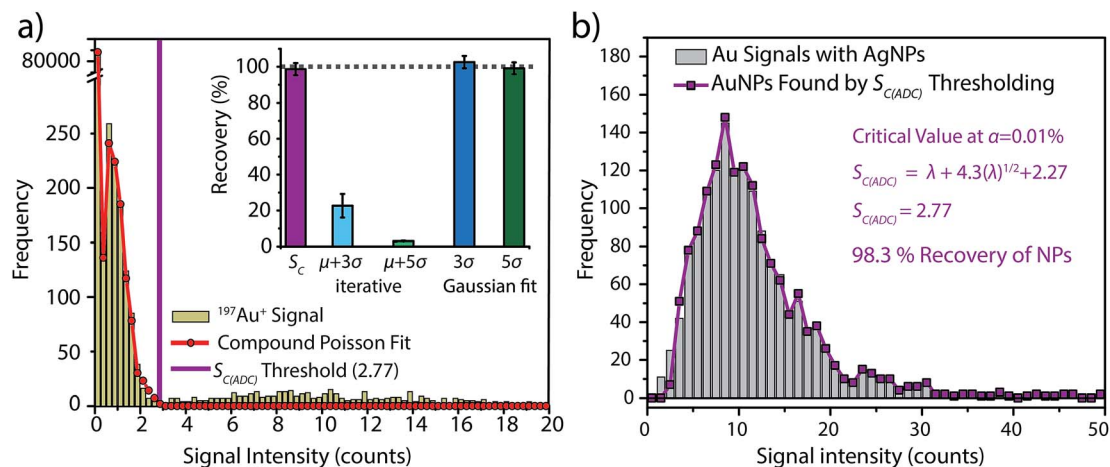 a)
Frequency
80000
250
200
150
300
50
0
0 2 4 6 8 10 12 14 16 18 20
Signal Intensity (counts)
Recovery (%)
100
80
60
40
20
0
S_C μ+3σ μ+5σ 3σ 5σ
iterative Gaussian fit
¹⁹⁷Au⁺ Signal
Compound Poisson Fit
S_C(ADC) Threshold (2.77)
b)
Frequency
180
160
140
120
100
80
60
40
20
0
0 10 20 30 40 50
Signal intensity (counts)
Au Signals with AgNPs
AuNPs Found by S_C(ADC) Thresholding
Critical Value at α=0.01%
S_C(ADC) = λ + 4.3(λ)^1/2+2.27
S_C(ADC) = 2.77
98.3 % Recovery of NPs